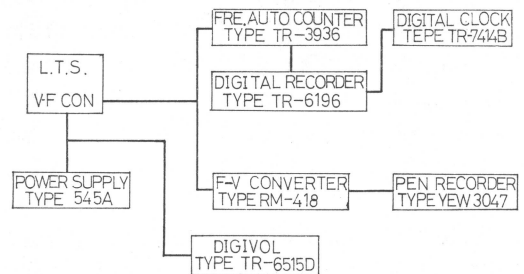 FRE,AUTO COUNTER
TYPE TR-3936
DIGITAL CLOCK
TEPE TR-7414B
L.T.S.
V-F CON
DIGITAL RECORDER
TYPE TR-6196
POWER SUPPLY
TYPE 545A
F-V CONVERTER
TYPE RM-418
PEN RECORDER
TYPE YEW 3047
DIGIVOL
TYPE TR-6515D